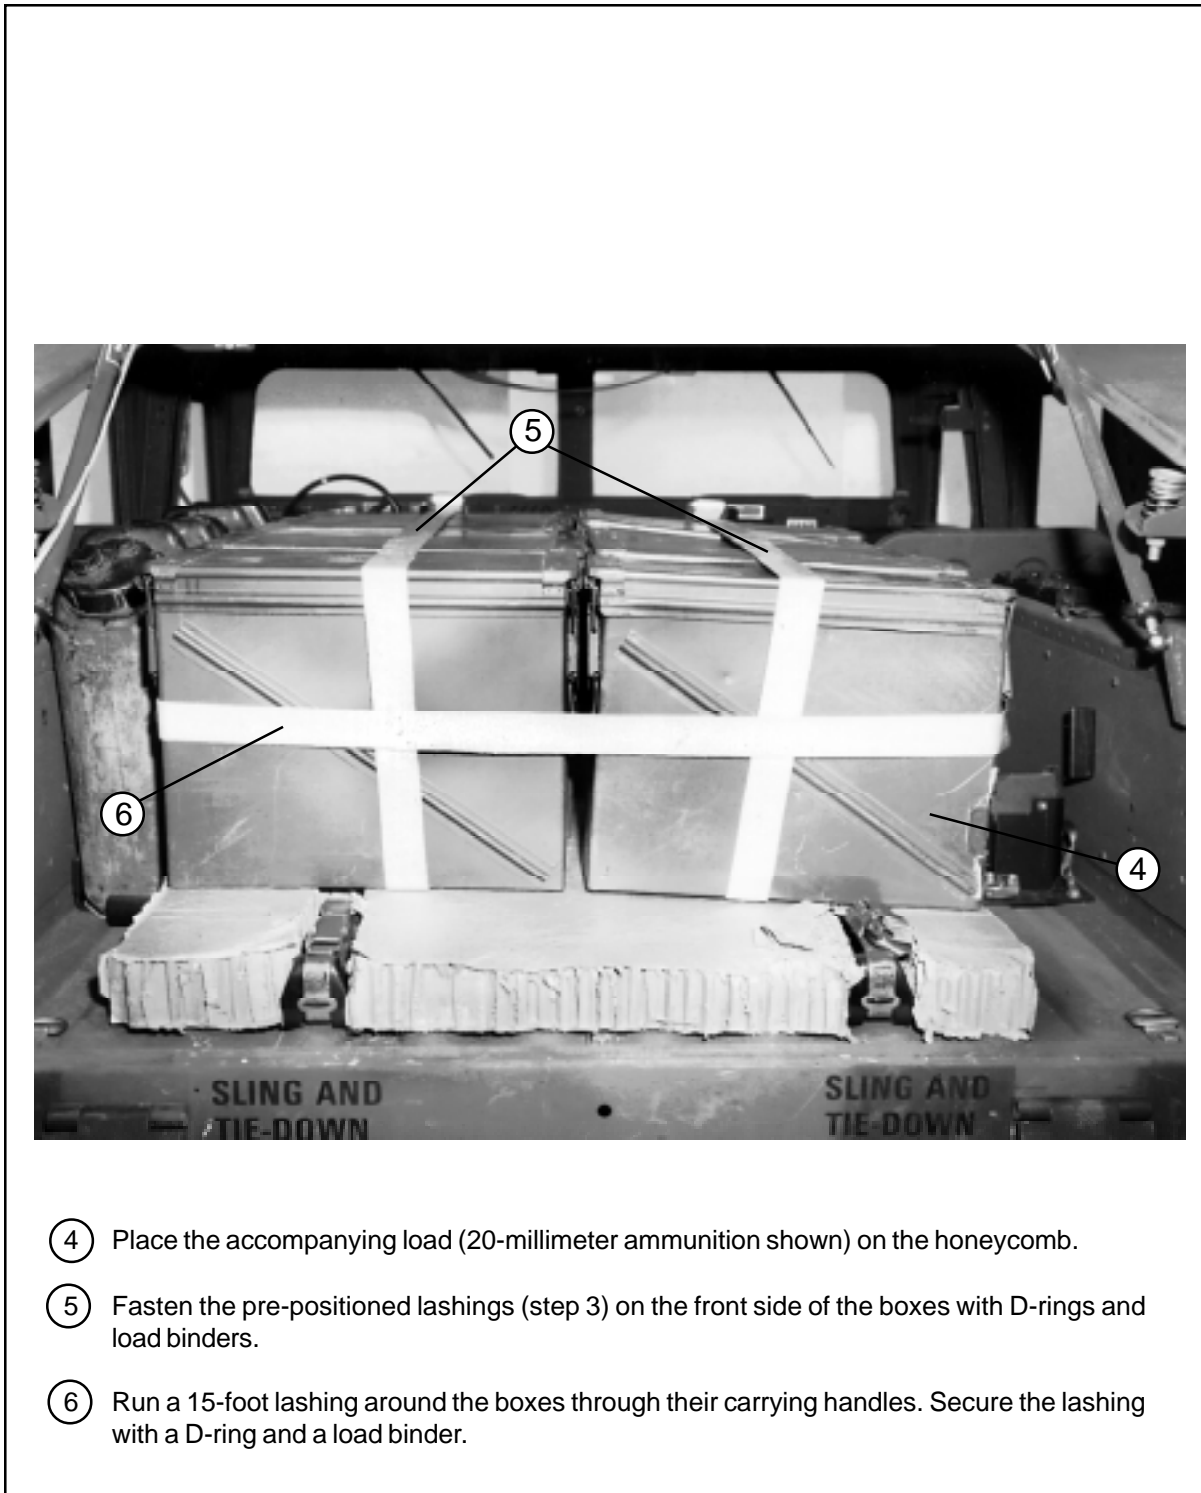 5
6
4
SLING AND
TIE-DOWN
SLING AND
TIE-DOWN
4 Place the accompanying load (20-millimeter ammunition shown) on the honeycomb.
5 Fasten the pre-positioned lashings (step 3) on the front side of the boxes with D-rings and
load binders.
6 Run a 15-foot lashing around the boxes through their carrying handles. Secure the lashing
with a D-ring and a load binder.